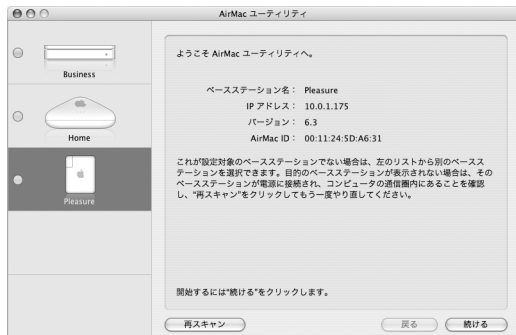 AirMac ユーティリティ
Business
Home
Pleasure
ようこそ AirMac ユーティリティへ。
ベースステーション名： Pleasure
IP アドレス： 10.0.1.175
バージョン： 6.3
AirMac ID： 00:11:24:5D:A6:31
これが設定対象のベースステーションでない場合は、左のリストから別のベースス
テーションを選択できます。目的のベースステーションが表示されない場合は、その
ベースステーションが電源に接続され、コンピュータの通信圏内にあることを確認
し、“再スキャン”をクリックしてもう一度やり直してください。
開始するには“続ける”をクリックします。
再スキャン
戻る
続ける